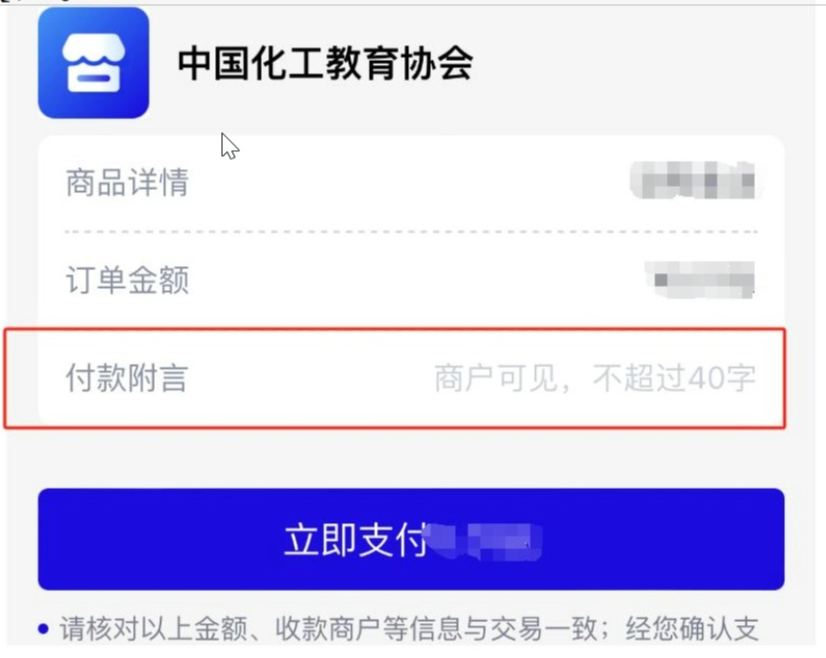 中国化工教育协会
商品详情
订单金额
付款附言 商户可见，不超过40字
立即支付
请核对以上金额、收款商户等信息与交易一致；经您确认支